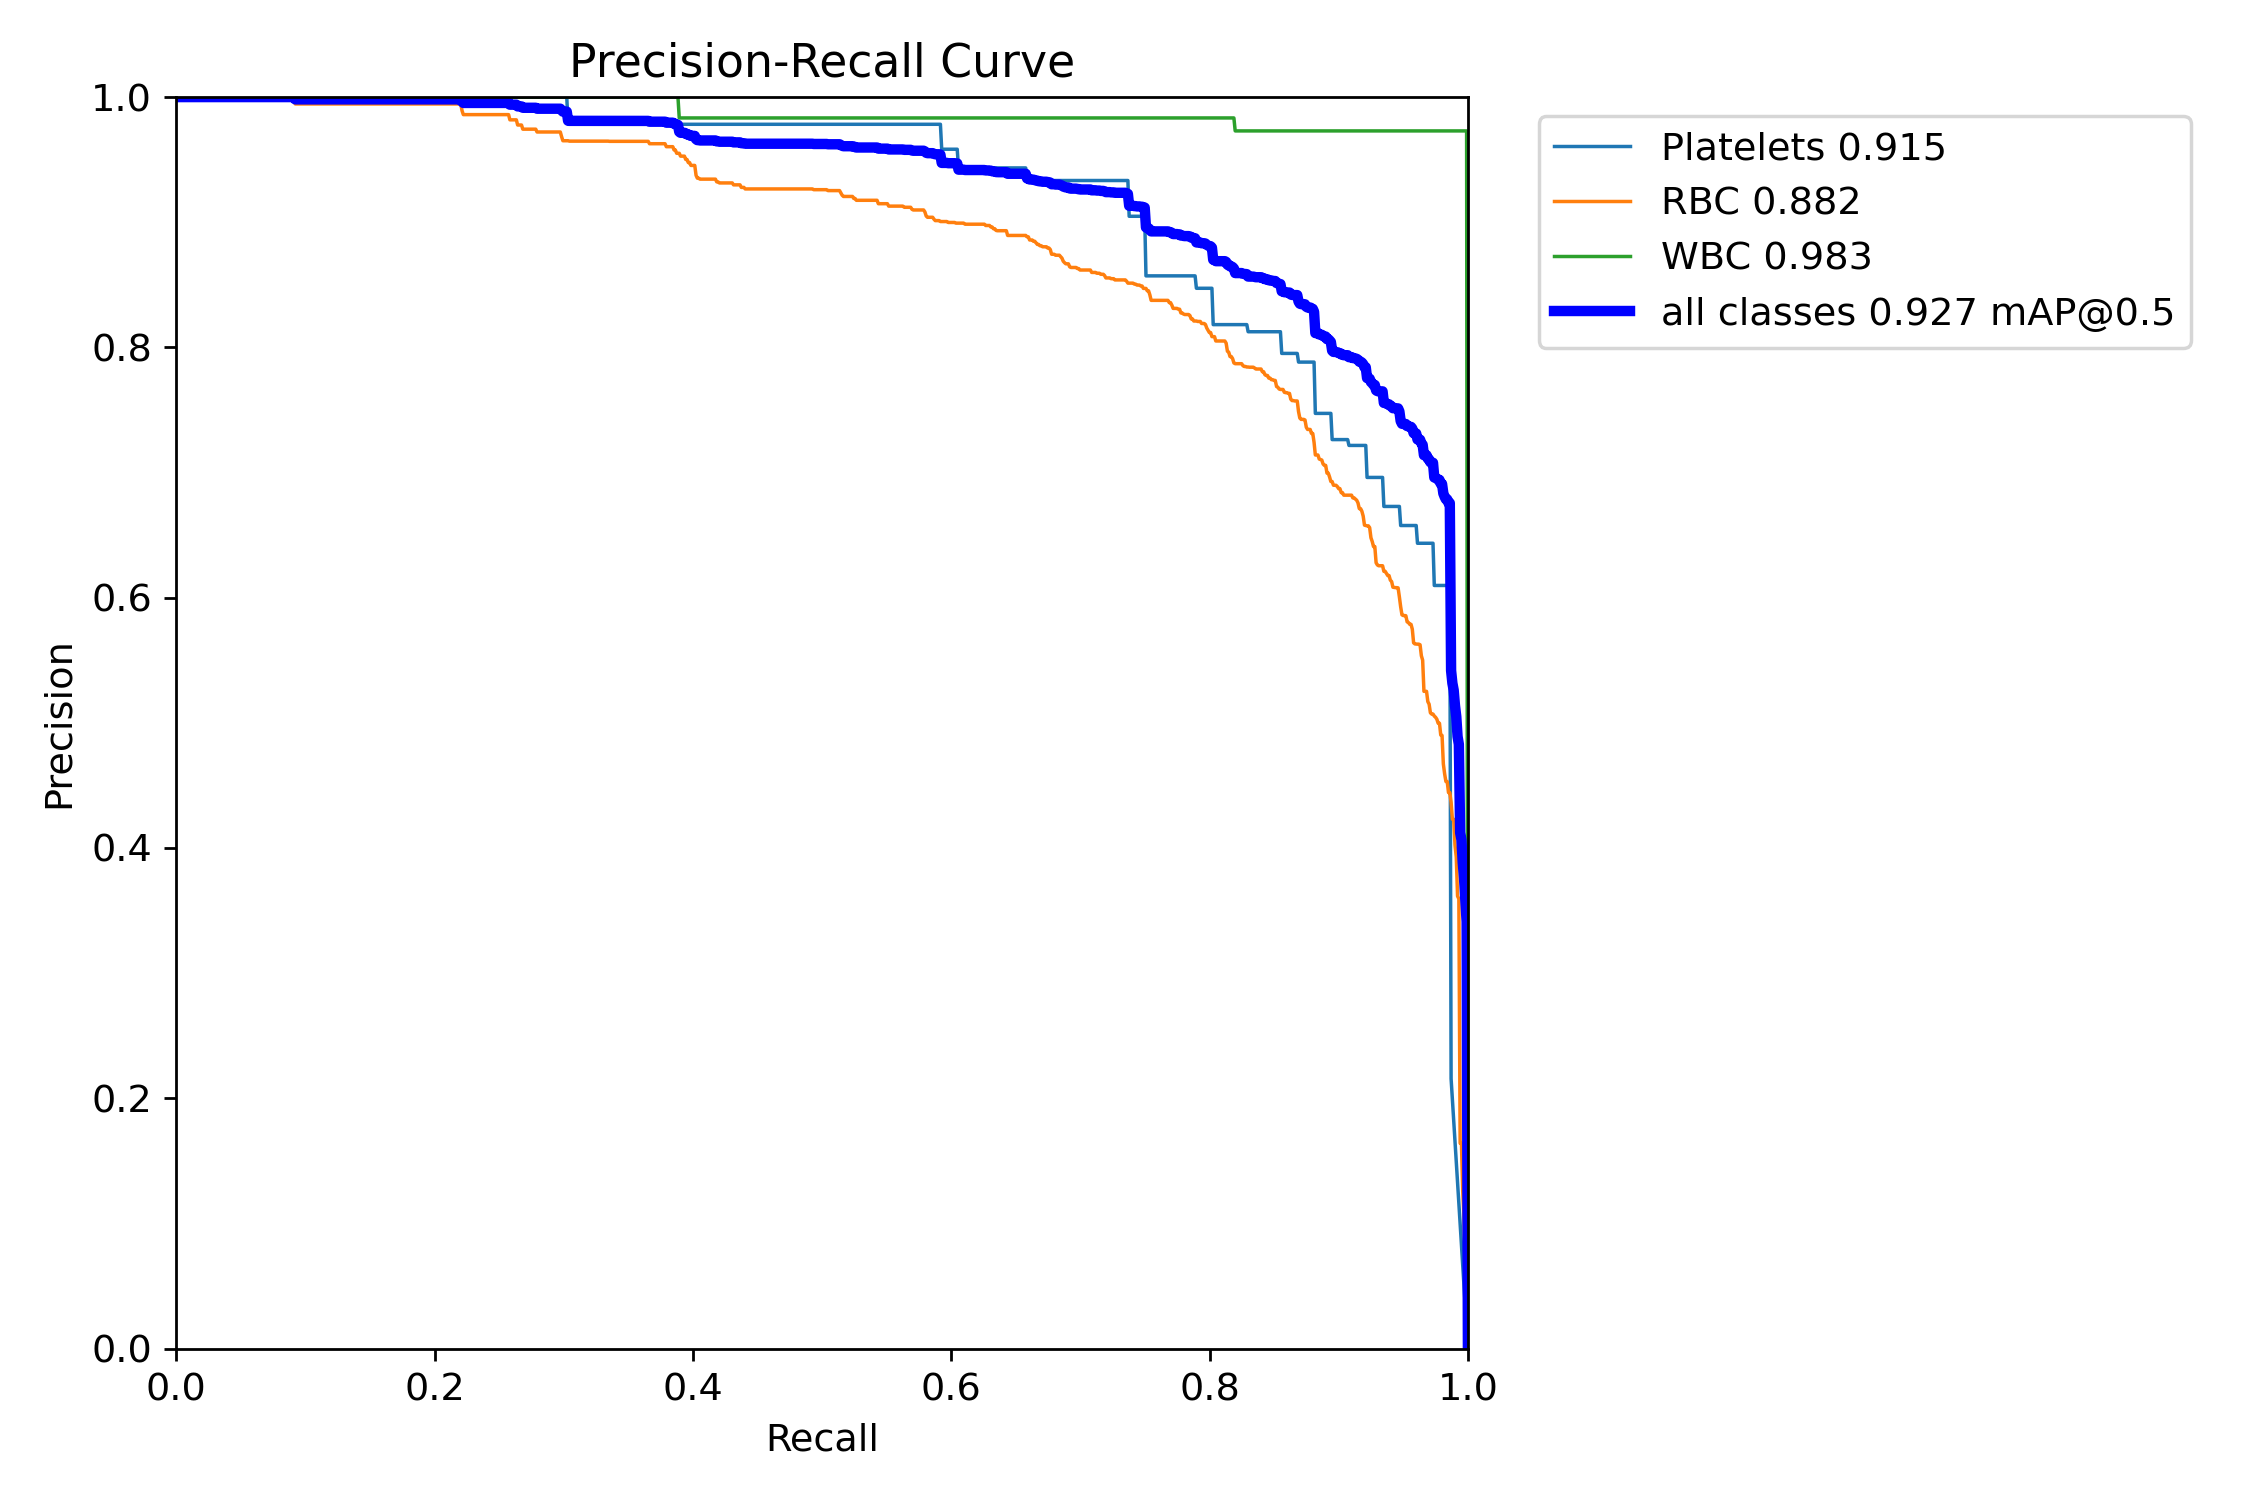 Precision-Recall Curve
1.0
0.8
0.6
0.4
0.2
0.0
Precision
0.0 0.2 0.4 0.6 0.8 1.0
Recall
Platelets 0.915
RBC 0.882
WBC 0.983
all classes 0.927 mAP@0.5